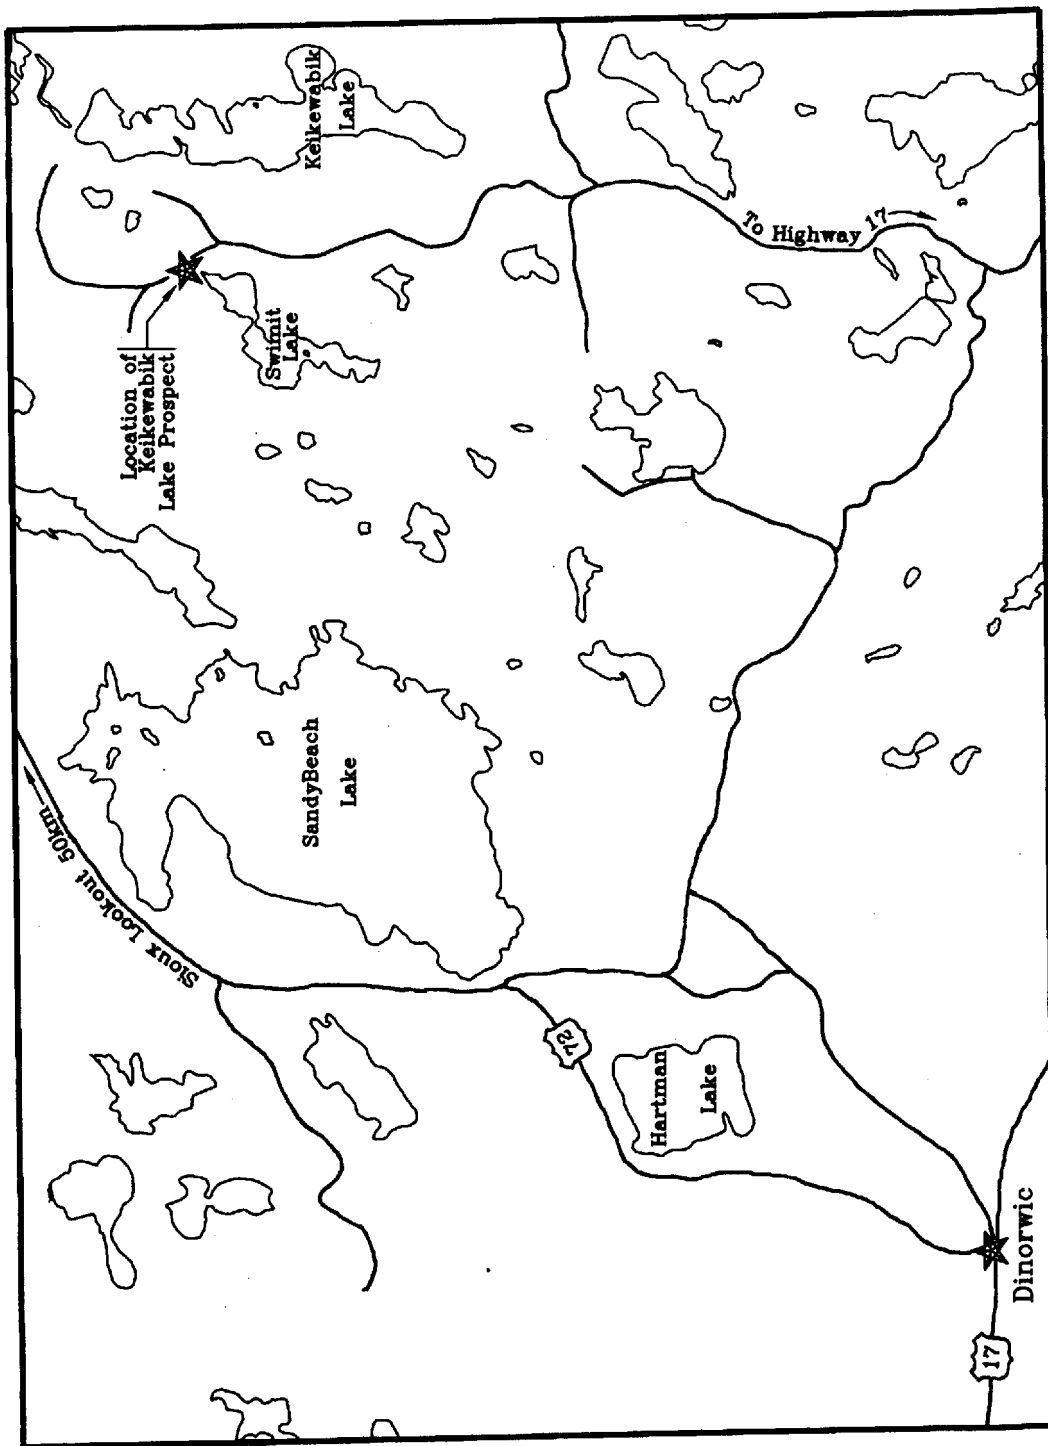 Sioux Lookout 50km
Location of
Keikewabik
Lake Prospect
Keikewabik
Lake
Swimit
Lake
SandyBeach
Lake
To Highway 17
72
Hartman
Lake
17
Dinorwic